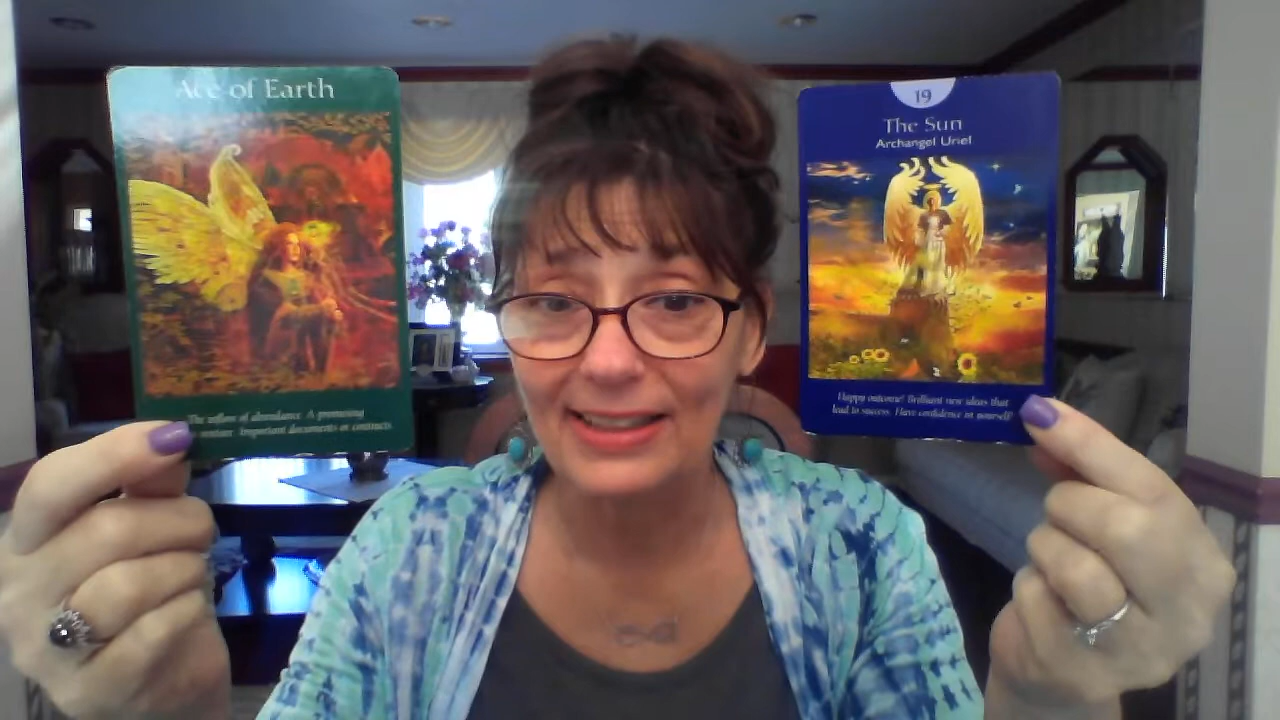 Ace of Earth
The influx of abundance. A promising
venture. Important documents or contracts.
19
The Sun
Archangel Uriel
Happy outcome! Brilliant new ideas that
lead to success. Have confidence in yourself!